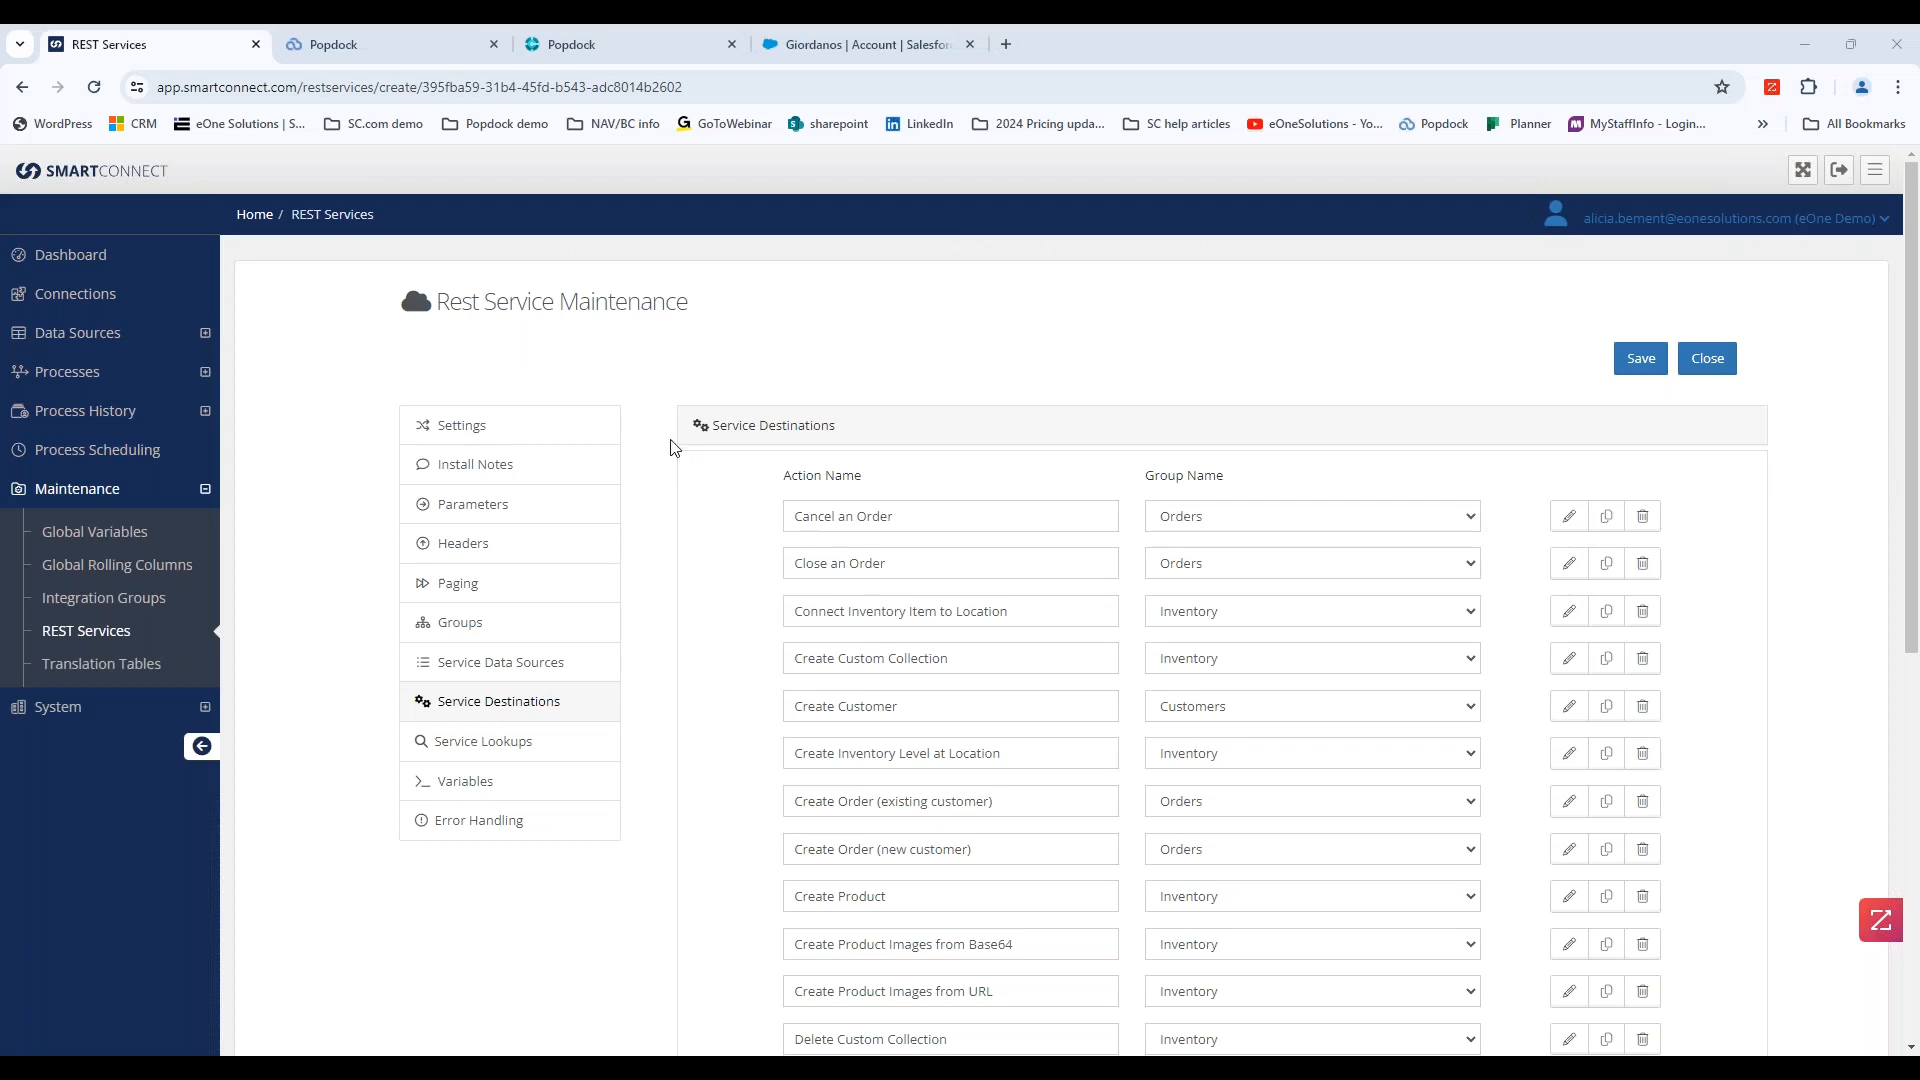 REST Services
Popdock
Popdock
Giordanos | Account | Salesfor
app.smartconnect.com/restservices/create/395fba59-31b4-45fd-b543-adc8014b2602
WordPress
CRM
eOne Solutions | S...
SC.com demo
Popdock demo
NAV/BC info
GoToWebinar
sharepoint
LinkedIn
2024 Pricing upda...
SC help articles
eOneSolutions - Yo...
Popdock
Planner
MyStaffInfo - Login...
»
All Bookmarks
SMARTCONNECT
Home / REST Services
alicia.bement@eonesolutions.com (eOne Demo)
Dashboard
Connections
Data Sources
Processes
Process History
Process Scheduling
Maintenance
Global Variables
Global Rolling Columns
Integration Groups
REST Services
Translation Tables
System
Rest Service Maintenance
Save
Close
Settings
Install Notes
Parameters
Headers
Paging
Groups
Service Data Sources
Service Destinations
Service Lookups
Variables
Error Handling
Service Destinations
Action Name Group Name
Cancel an Order Orders
Close an Order Orders
Connect Inventory Item to Location Inventory
Create Custom Collection Inventory
Create Customer Customers
Create Inventory Level at Location Inventory
Create Order (existing customer) Orders
Create Order (new customer) Orders
Create Product Inventory
Create Product Images from Base64 Inventory
Create Product Images from URL Inventory
Delete Custom Collection Inventory